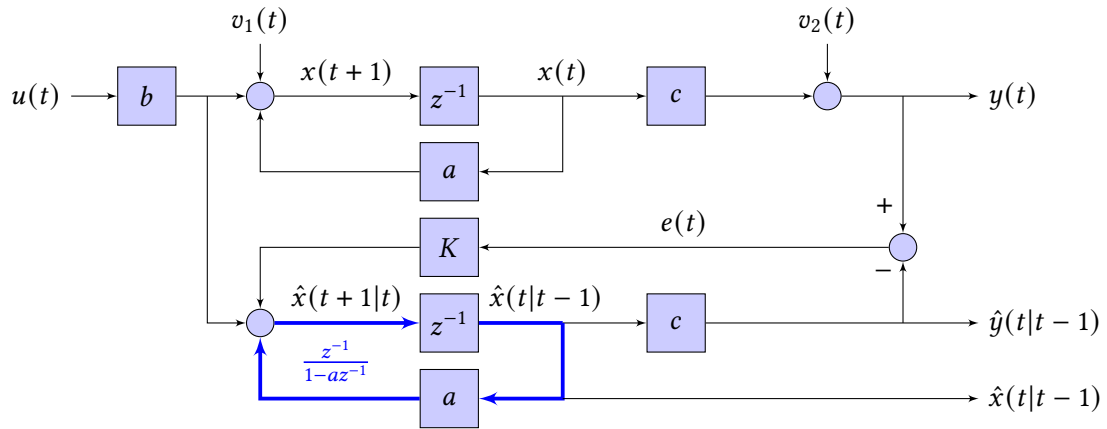 v₁(t) v₂(t)
x(t + 1) x(t)
u(t) b z⁻¹ c y(t)
a
+
e(t)
K
−
x̂(t + 1|t) x̂(t|t − 1)
z⁻¹ c ŷ(t|t − 1)
z⁻¹/(1−az⁻¹)
a x̂(t|t − 1)